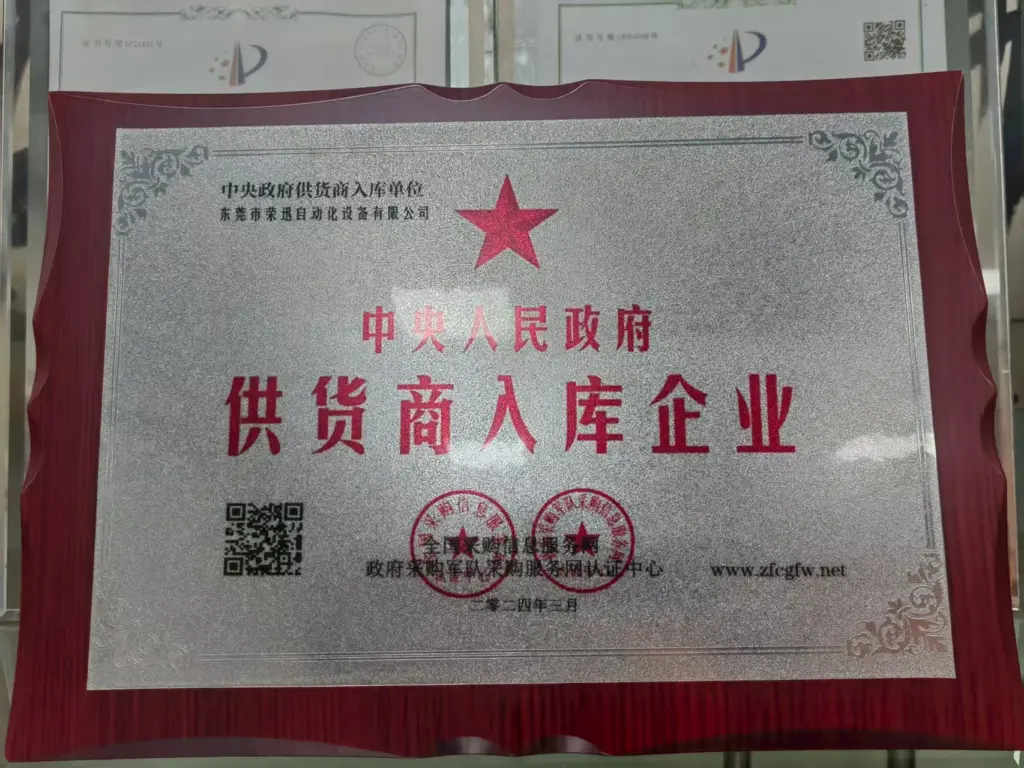 中央政府供货商入库单位
东莞市荣迅自动化设备有限公司
中央人民政府
供货商入库企业
全国采购信息服务网
政府采购军队采购服务网认证中心
www.zfcgfw.net
二零二四年三月